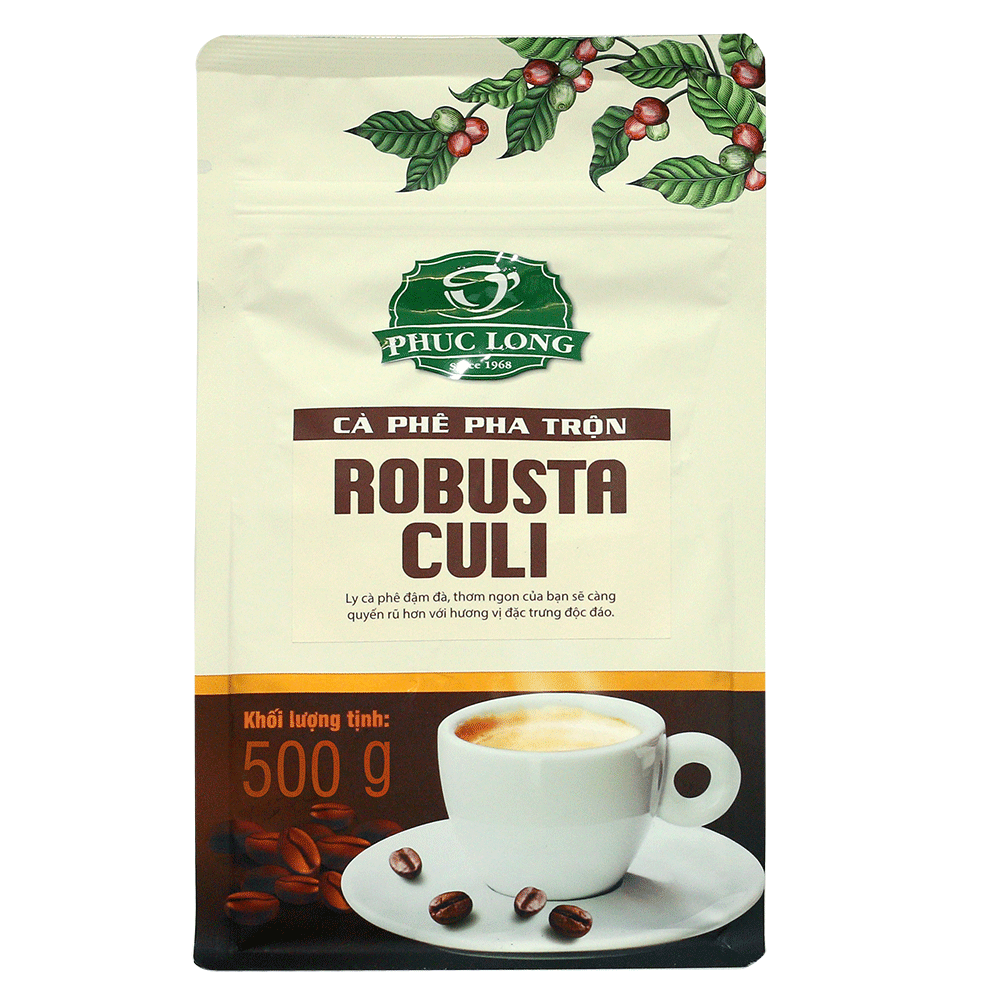 PHUC LONG
Since 1968
CÀ PHÊ PHA TRỘN
ROBUSTA
CULI
Ly cà phê đậm đà, thơm ngon của bạn sẽ càng
quyến rũ hơn với hương vị đặc trưng độc đáo.
Khối lượng tịnh:
500 g